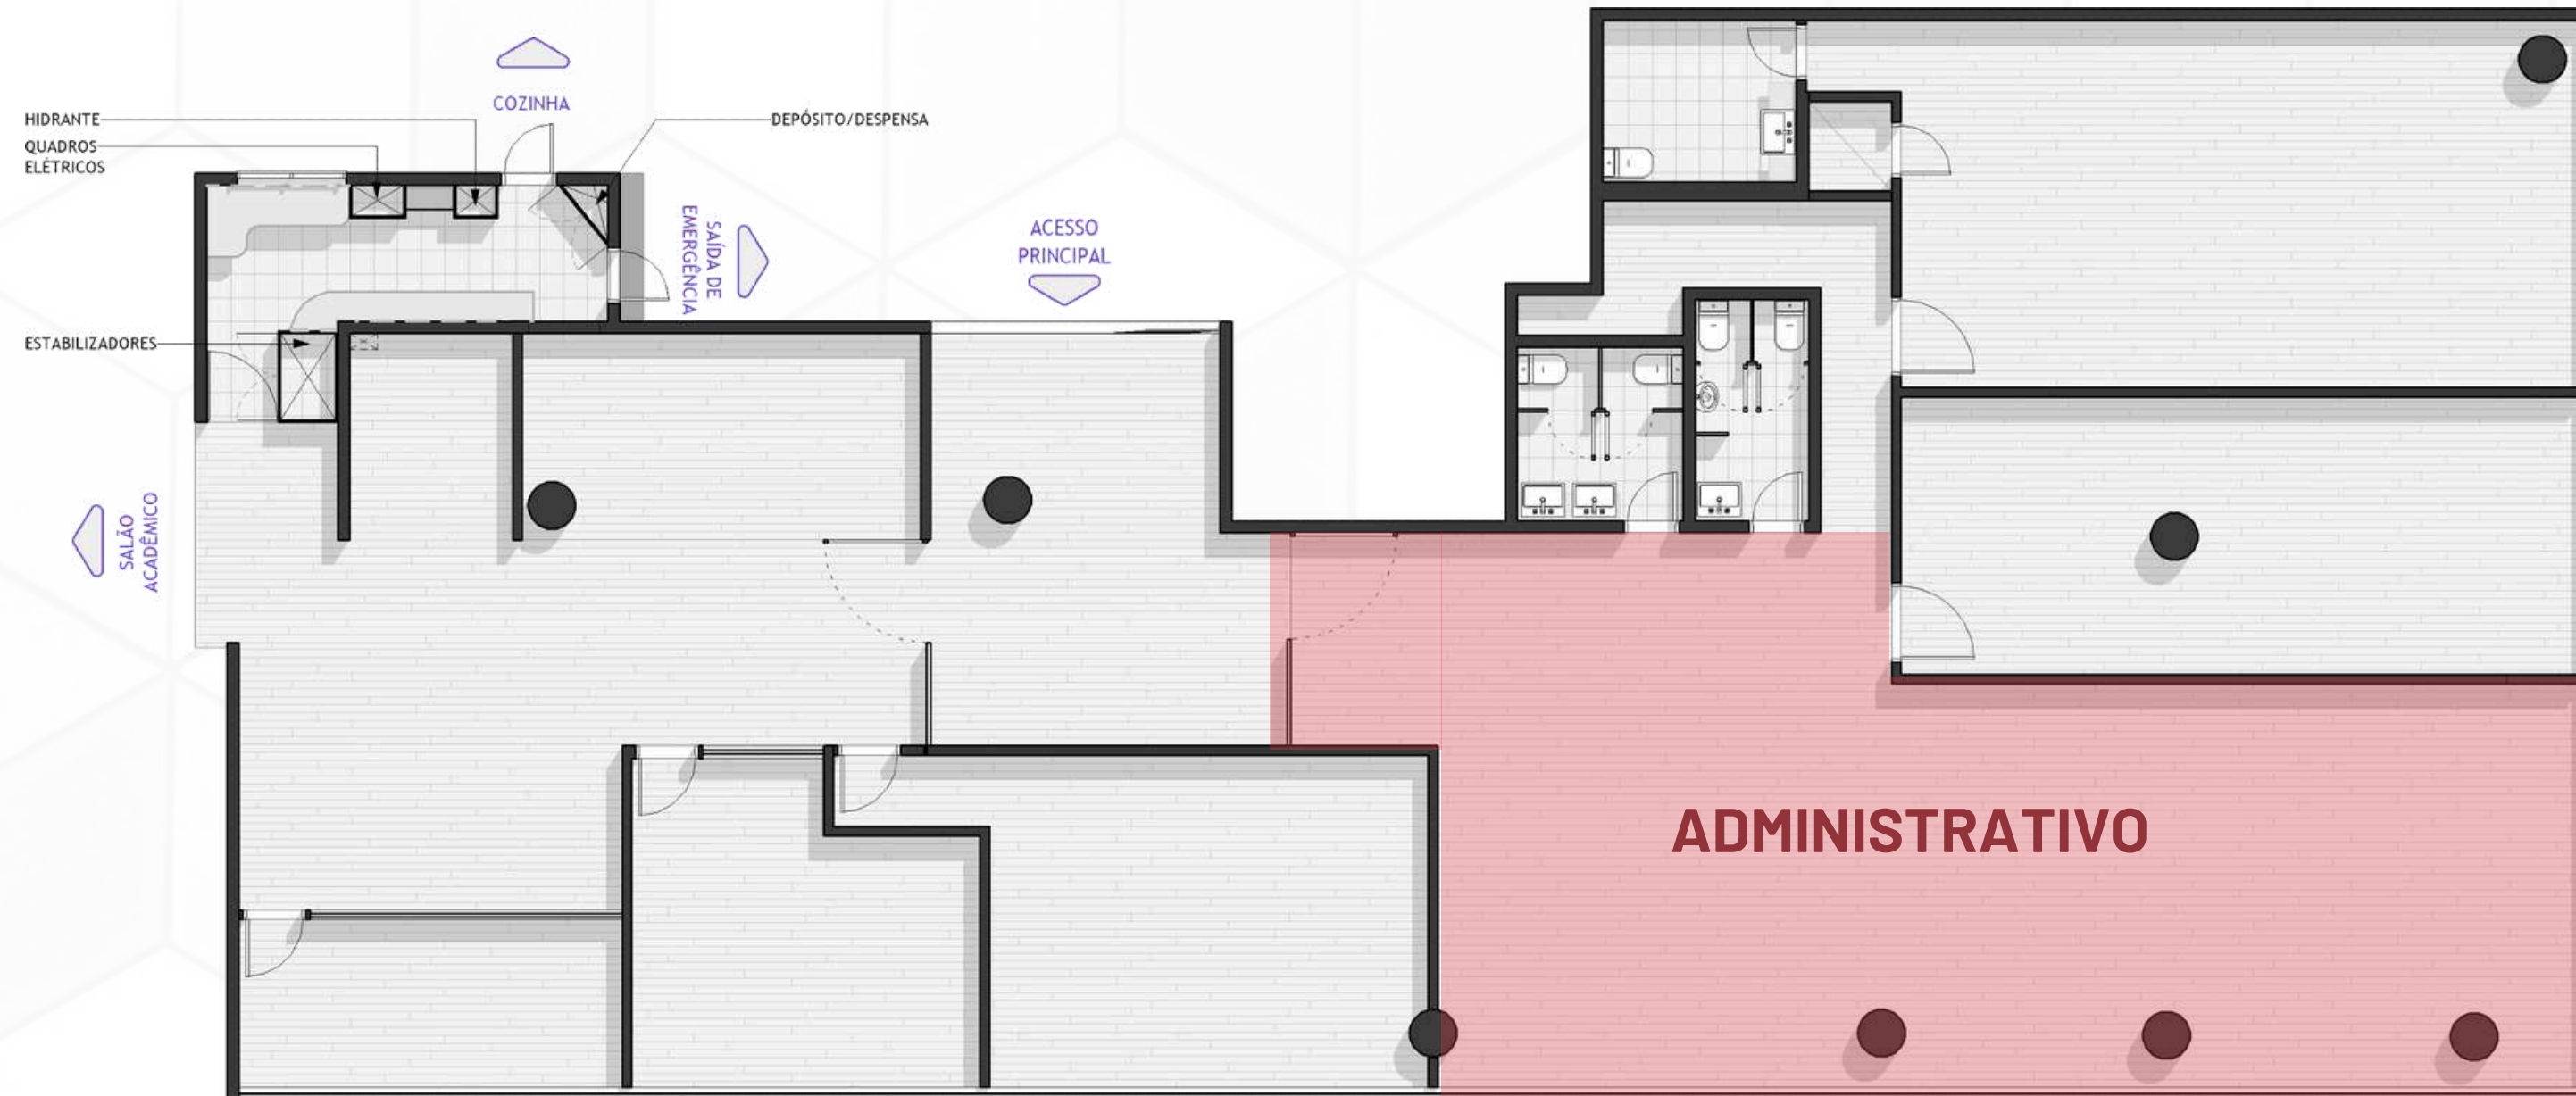 COZINHA
HIDRANTE
DEPÓSITO/DESPENSA
QUADROS
ELÉTRICOS
SAÍDA DE
EMERGÊNCIA
ACESSO
PRINCIPAL
ESTABILIZADORES
SALÃO
ACADÊMICO
ADMINISTRATIVO